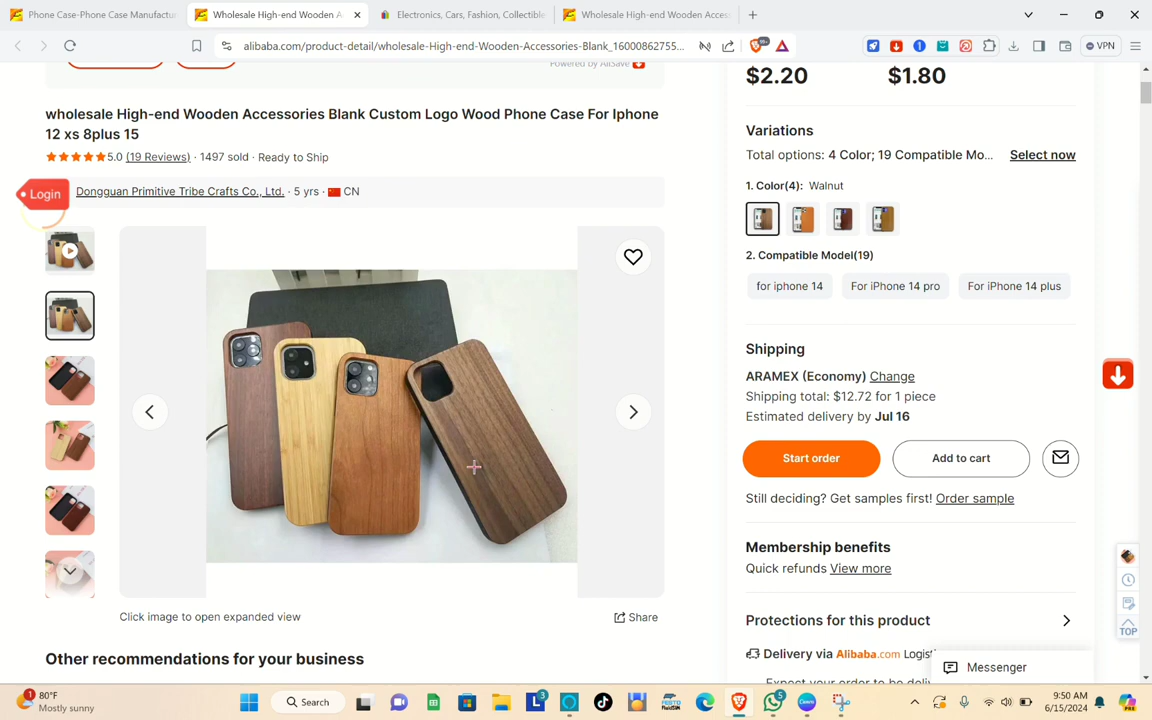 Phone Case-Phone Case Manufactu
Wholesale High-end Wooden A
Electronics, Cars, Fashion, Collectible
Wholesale High-end Wooden Acces
alibaba.com/product-detail/wholesale-High-end-Wooden-Accessories-Blank_16000862755...
VPN
Powered by AliSave
$2.20 $1.80
wholesale High-end Wooden Accessories Blank Custom Logo Wood Phone Case For Iphone
12 xs 8plus 15
5.0 (19 Reviews) · 1497 sold · Ready to Ship
Login
Dongguan Primitive Tribe Crafts Co., Ltd. · 5 yrs · CN
Click image to open expanded view
Share
Other recommendations for your business
Variations
Total options: 4 Color; 19 Compatible Mo... Select now
1. Color(4): Walnut
2. Compatible Model(19)
for iphone 14 For iPhone 14 pro For iPhone 14 plus
Shipping
ARAMEX (Economy) Change
Shipping total: $12.72 for 1 piece
Estimated delivery by Jul 16
Start order Add to cart
Still deciding? Get samples first! Order sample
Membership benefits
Quick refunds View more
Protections for this product
Delivery via Alibaba.com Logist
Expect your order to be deli
Messenger
TOP
80°F
Mostly sunny
Search
9:50 AM
6/15/2024